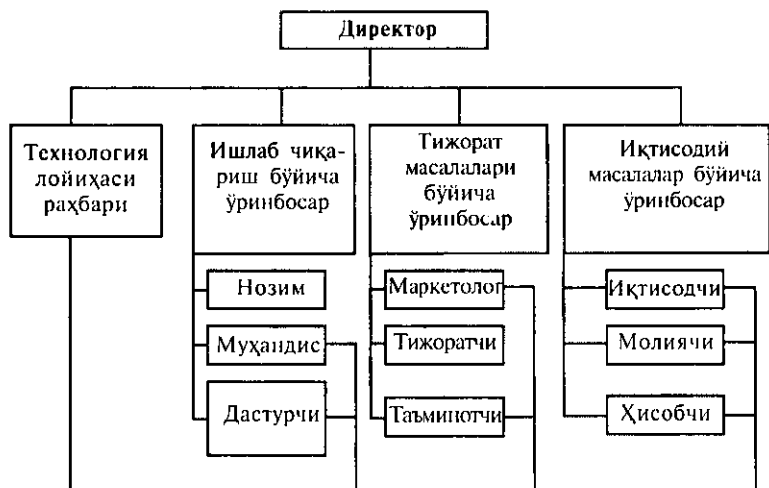 Директор
Технология
лойиҳаси
раҳбари
Ишлаб чиқа-
риш бўйича
ўринбосар
Тижорат
масалалари
бўйича
ўринбосар
Иқтисодий
масалалар бўйича
ўринбосар
Нозим
Муҳандис
Дастурчи
Маркетолог
Тижоратчи
Таъминотчи
Иқтисодчи
Молиячи
Ҳисобчи